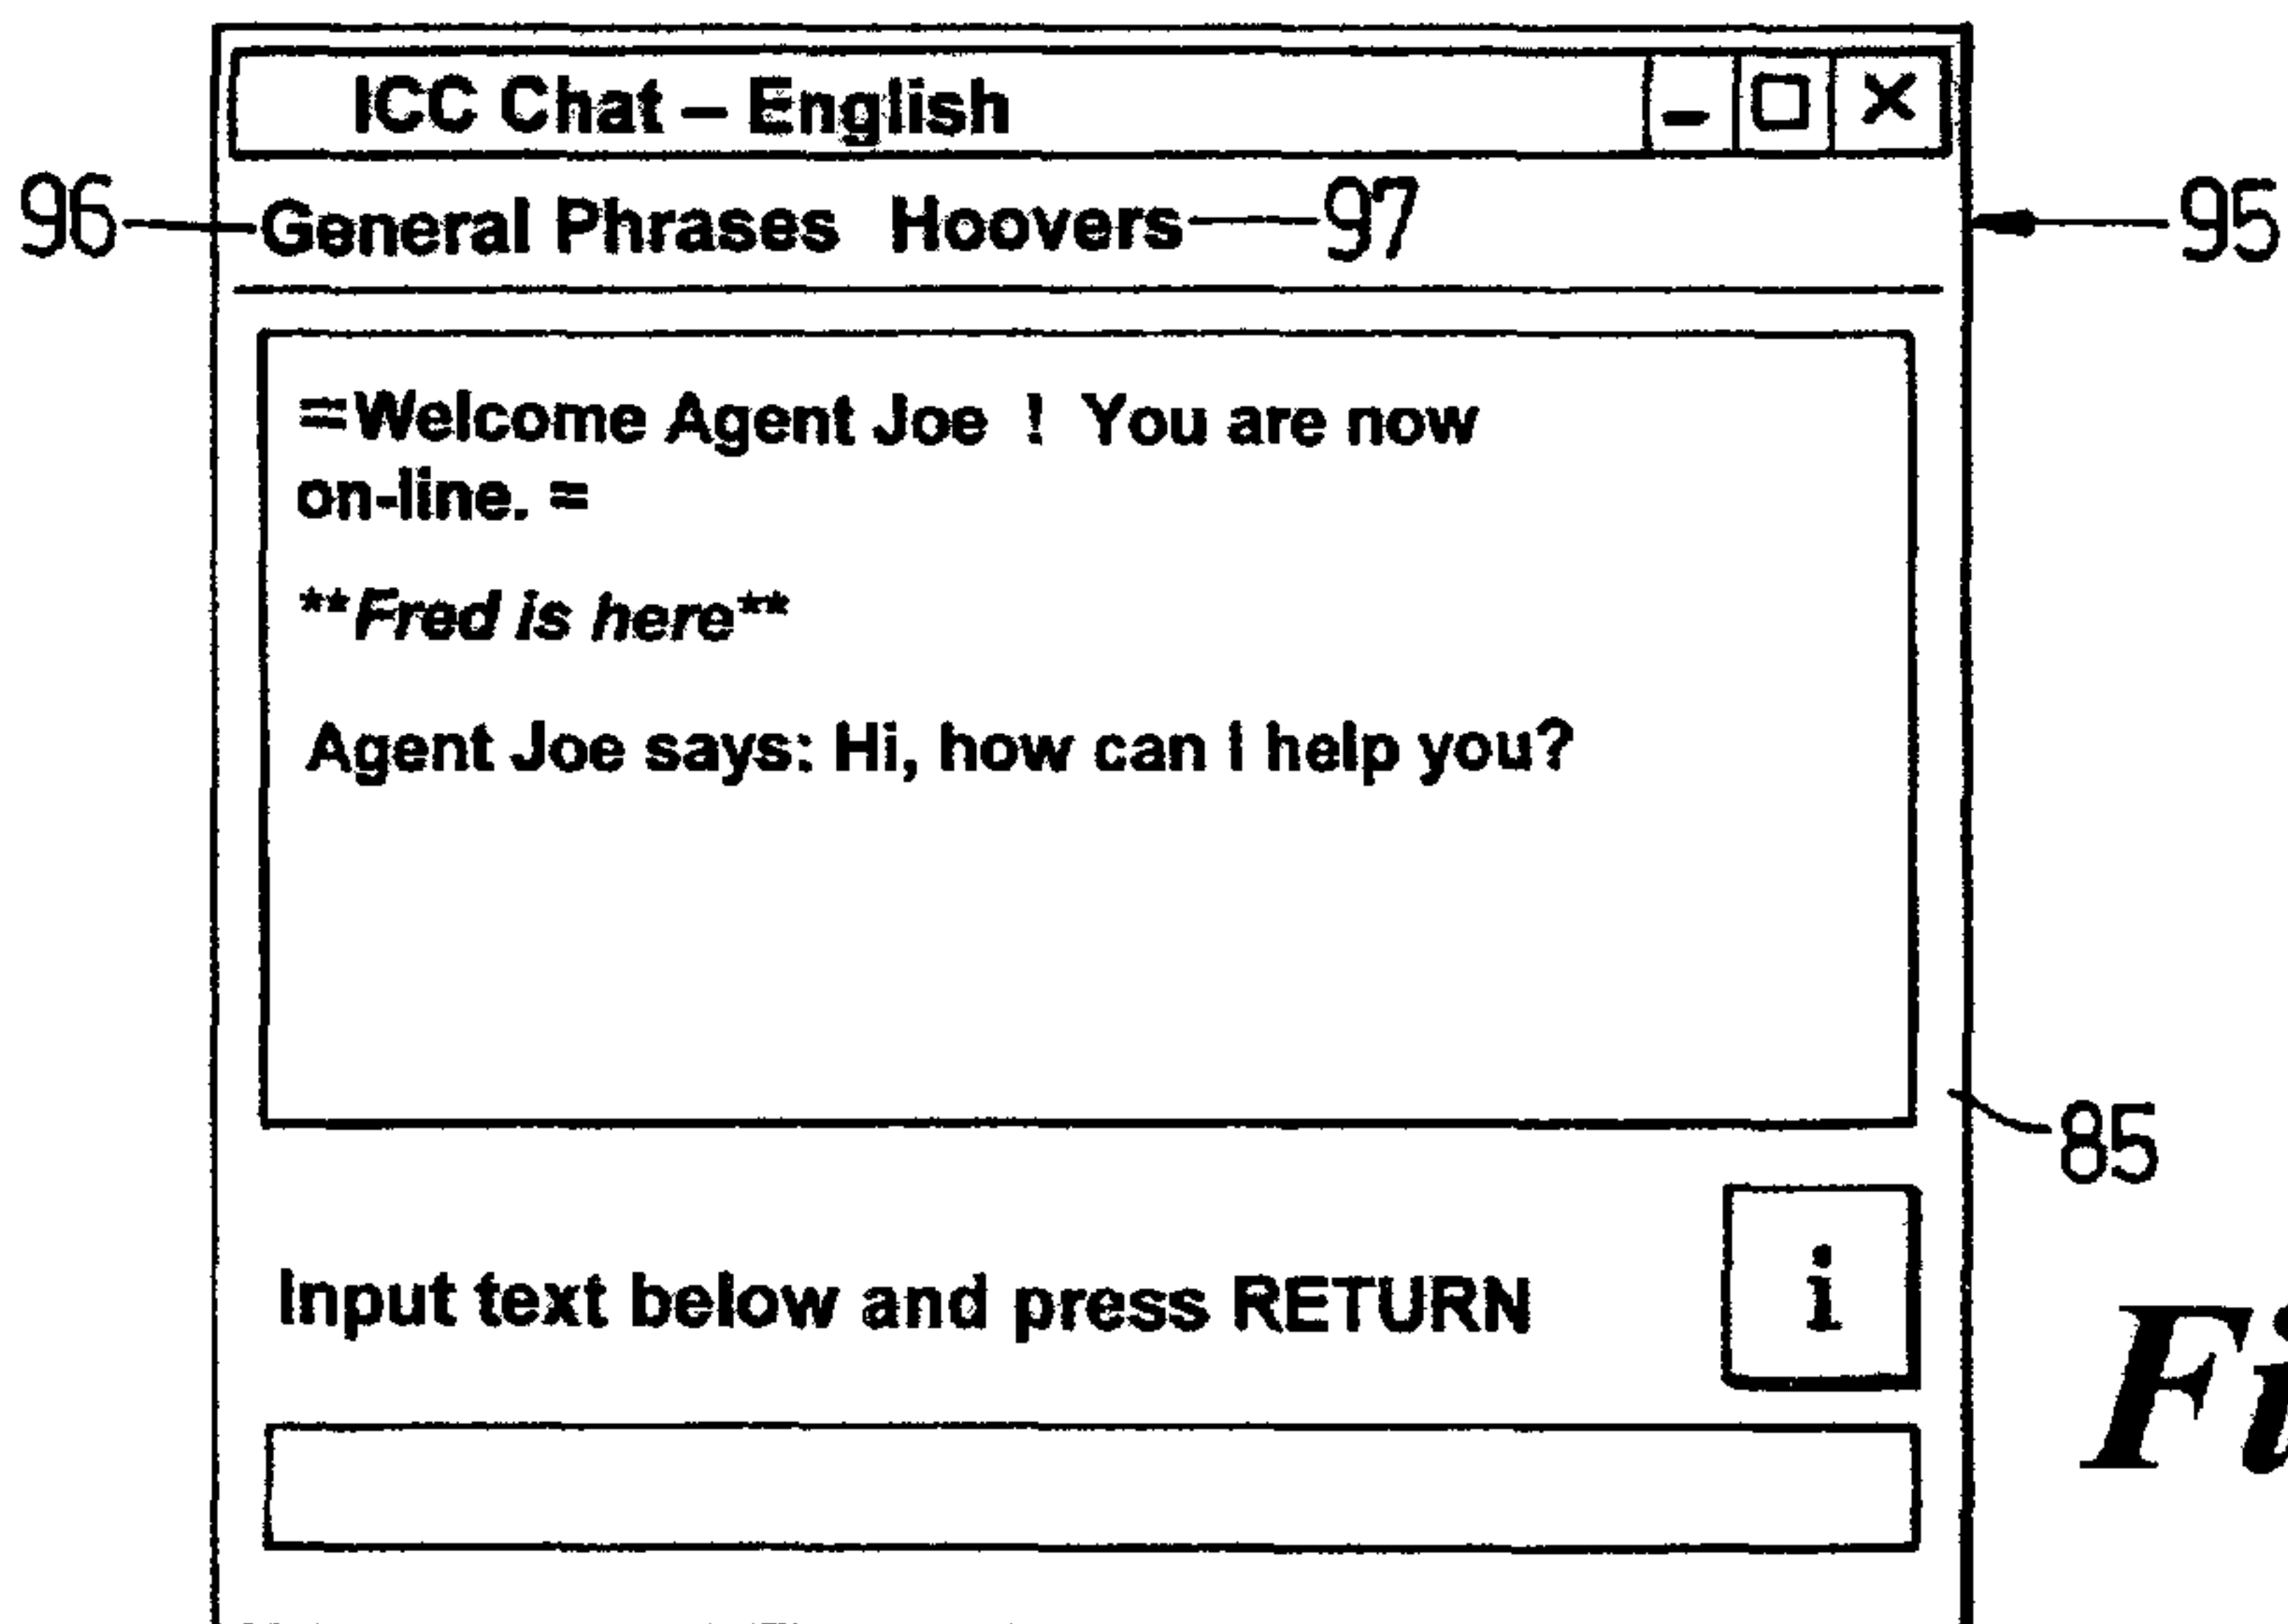 ICC Chat – English
96 General Phrases Hoovers 97 95
=Welcome Agent Joe ! You are now
on-line. =
**Fred is here**
Agent Joe says: Hi, how can I help you?
85
Input text below and press RETURN
i